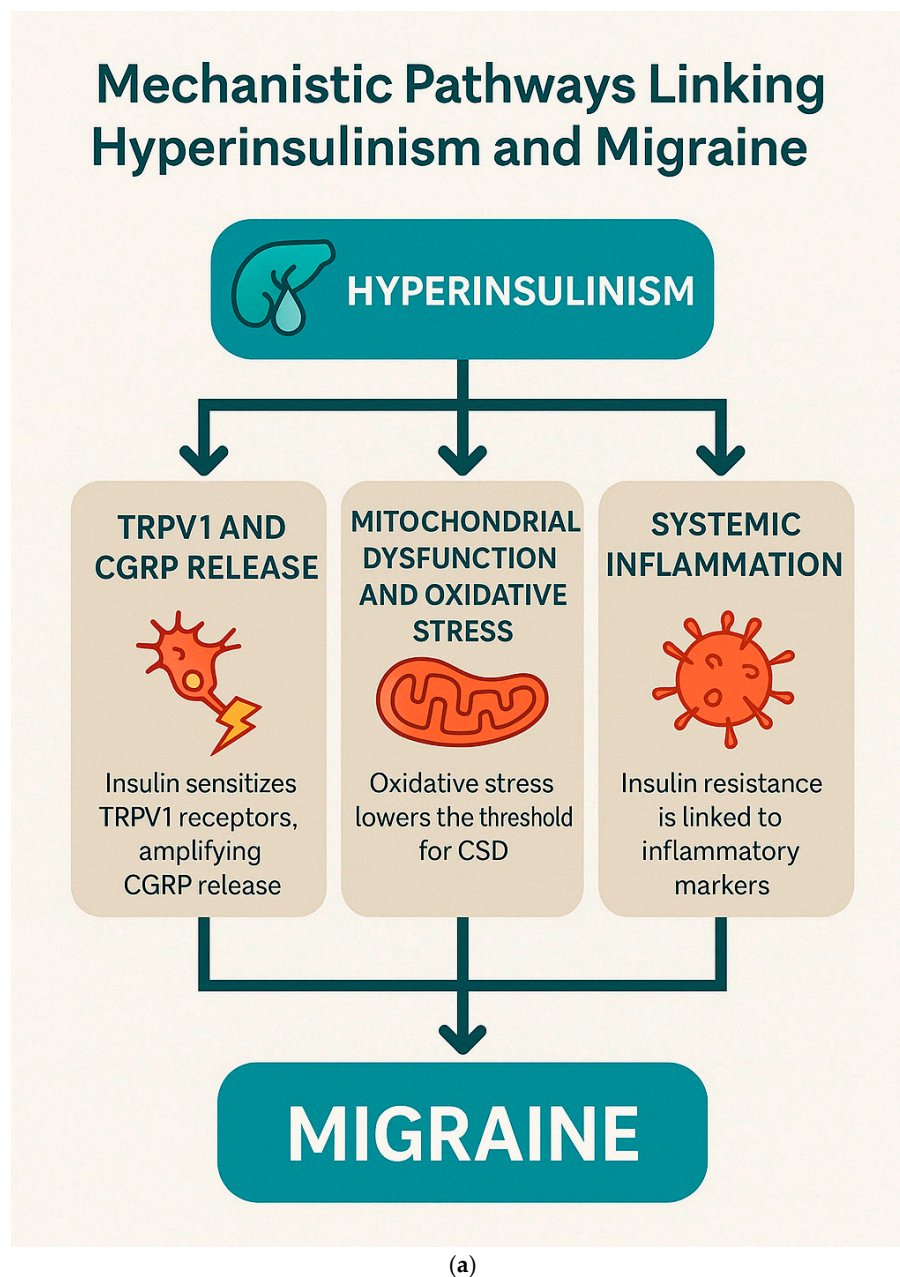 Mechanistic Pathways Linking
Hyperinsulinism and Migraine
HYPERINSULINISM
TRPV1 AND
CGRP RELEASE
Insulin sensitizes
TRPV1 receptors,
amplifying
CGRP release
MITOCHONDRIAL
DYSFUNCTION
AND OXIDATIVE
STRESS
Oxidative stress
lowers the threshold
for CSD
SYSTEMIC
INFLAMMATION
Insulin resistance
is linked to
inflammatory
markers
MIGRAINE
(a)